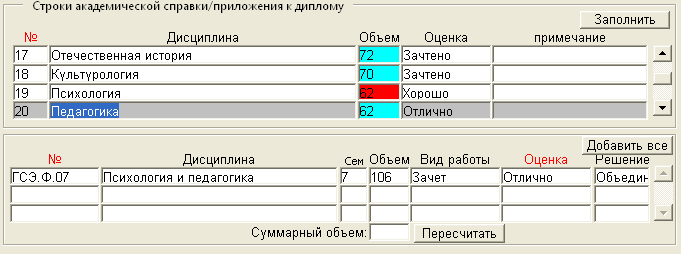 Строки академической справки/приложения к диплому
Заполнить
№ Дисциплина Объем Оценка примечание
17 Отечественная история 72 Зачтено
18 Культурология 70 Зачтено
19 Психология 62 Хорошо
20 Педагогика 62 Отлично
Добавить все
№ Дисциплина Сем Объем Вид работы Оценка Решение
ГСЭ.Ф.07 Психология и педагогика 7 106 Зачет Отлично Объедин
Суммарный объем: Пересчитать